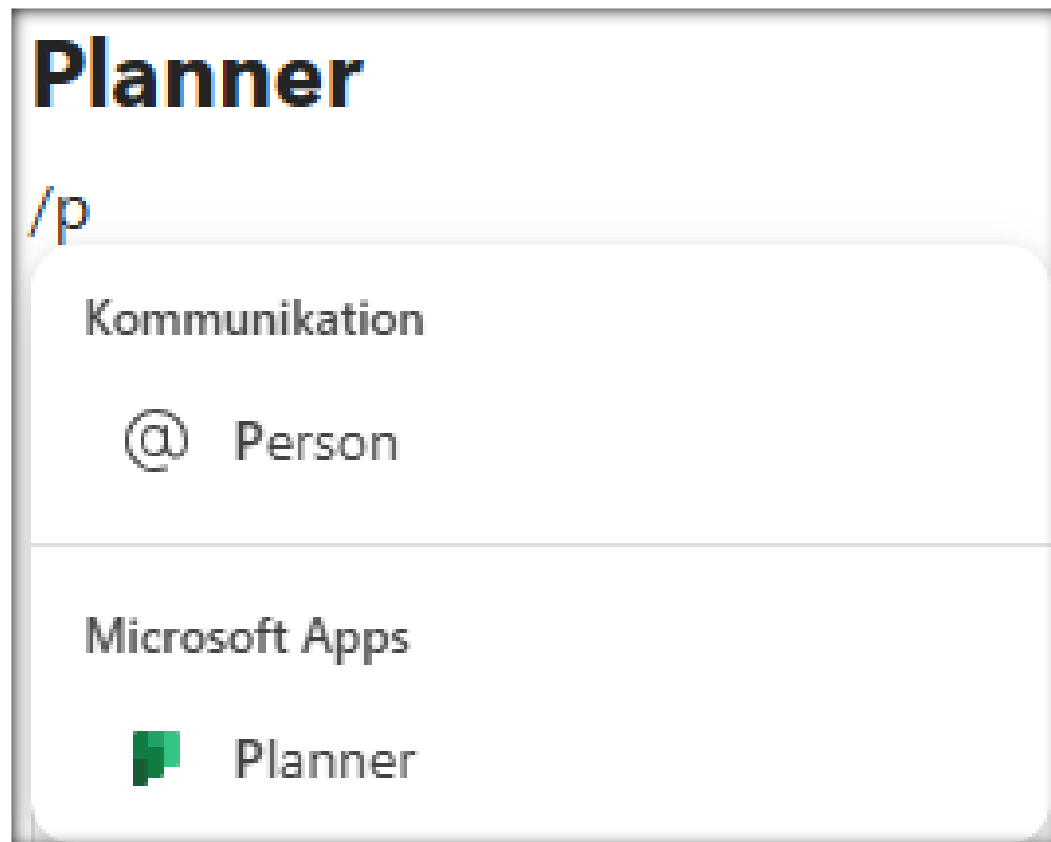 Planner
/p
Kommunikation
@ Person
Microsoft Apps
Planner